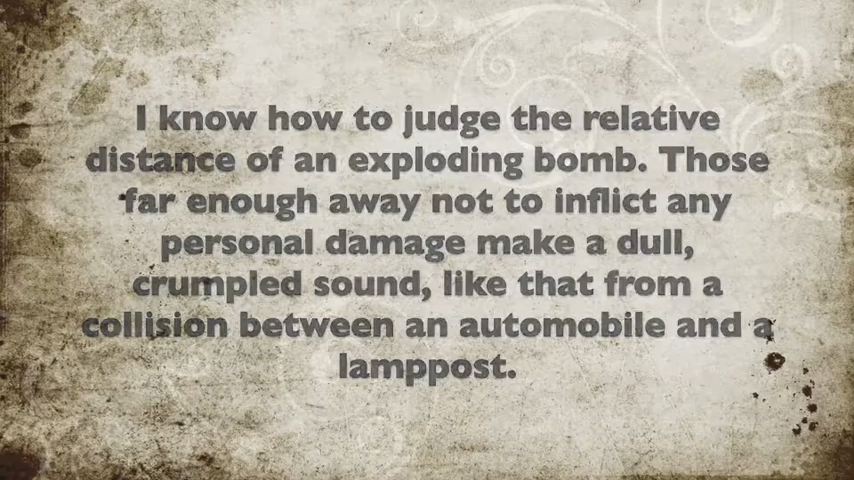 I know how to judge the relative
distance of an exploding bomb. Those
far enough away not to inflict any
personal damage make a dull,
crumpled sound, like that from a
collision between an automobile and a
lamppost.